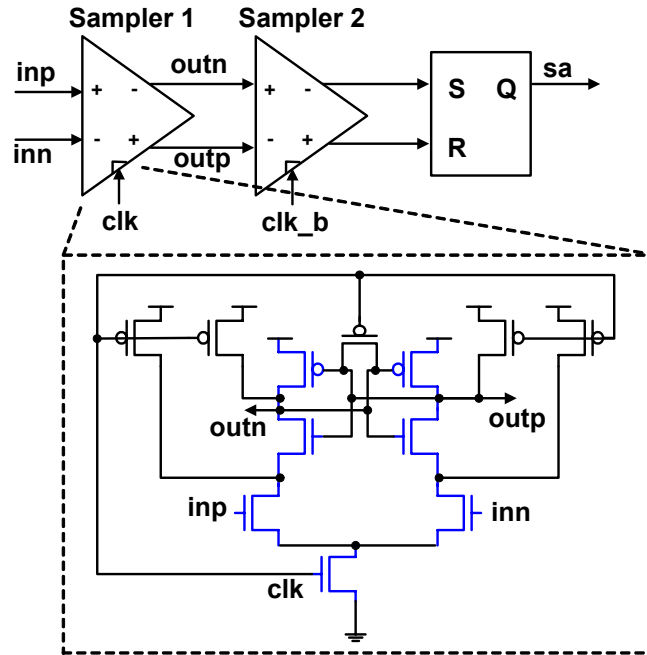 Sampler 1 Sampler 2
inp
+ -
outn
+ -
S Q
sa
inn
- +
outp
- +
R
clk
clk_b
outn
outp
inp
inn
clk